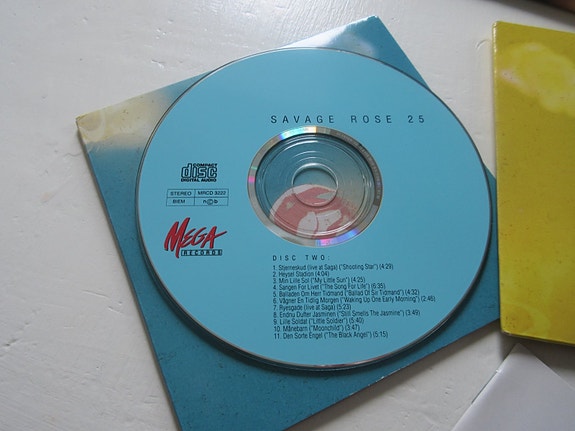 SAVAGE ROSE 25
COMPACT
disc
DIGITAL AUDIO
STEREO MRCD 3222
BIEM n©b
MEGA
RECORDS
DISC TWO:
1. Stjerneskud (live at Saga) ("Shooting Star") (4:29)
2. Heysel Stadion (4:04)
3. Min Lille Sol ("My Little Sun") (4:25)
4. Sangen For Livet ("The Song For Life") (6:35)
5. Balladen Om Herr Tidmand ("Ballad Of Sir Tidmand") (4:32)
6. Vågner En Tidlig Morgen ("Waking Up One Early Morning") (2:46)
7. Ryesgade (live at Saga) (5:23)
8. Endnu Dufter Jasminen ("Still Smells The Jasmine") (3:49)
9. Lille Soldat ("Little Soldier") (5:40)
10. Månebarn ("Moonchild") (3:47)
11. Den Sorte Engel ("The Black Angel") (5:15)